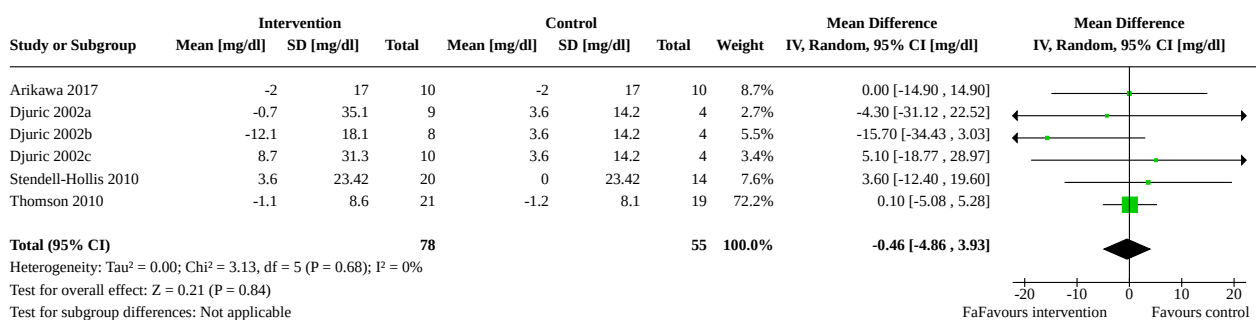 Intervention Control Mean Difference Mean Difference
Study or Subgroup Mean [mg/dl] SD [mg/dl] Total Mean [mg/dl] SD [mg/dl] Total Weight IV, Random, 95% CI [mg/dl] IV, Random, 95% CI [mg/dl]
Arikawa 2017 -2 17 10 -2 17 10 8.7% 0.00 [-14.90 , 14.90]
Djuric 2002a -0.7 35.1 9 3.6 14.2 4 2.7% -4.30 [-31.12 , 22.52]
Djuric 2002b -12.1 18.1 8 3.6 14.2 4 5.5% -15.70 [-34.43 , 3.03]
Djuric 2002c 8.7 31.3 10 3.6 14.2 4 3.4% 5.10 [-18.77 , 28.97]
Stendell-Hollis 2010 3.6 23.42 20 0 23.42 14 7.6% 3.60 [-12.40 , 19.60]
Thomson 2010 -1.1 8.6 21 -1.2 8.1 19 72.2% 0.10 [-5.08 , 5.28]
Total (95% CI) 78 55 100.0% -0.46 [-4.86 , 3.93]
Heterogeneity: Tau² = 0.00; Chi² = 3.13, df = 5 (P = 0.68); I² = 0%
Test for overall effect: Z = 0.21 (P = 0.84)
-20 -10 0 10 20
Test for subgroup differences: Not applicable
FaFavours intervention Favours control